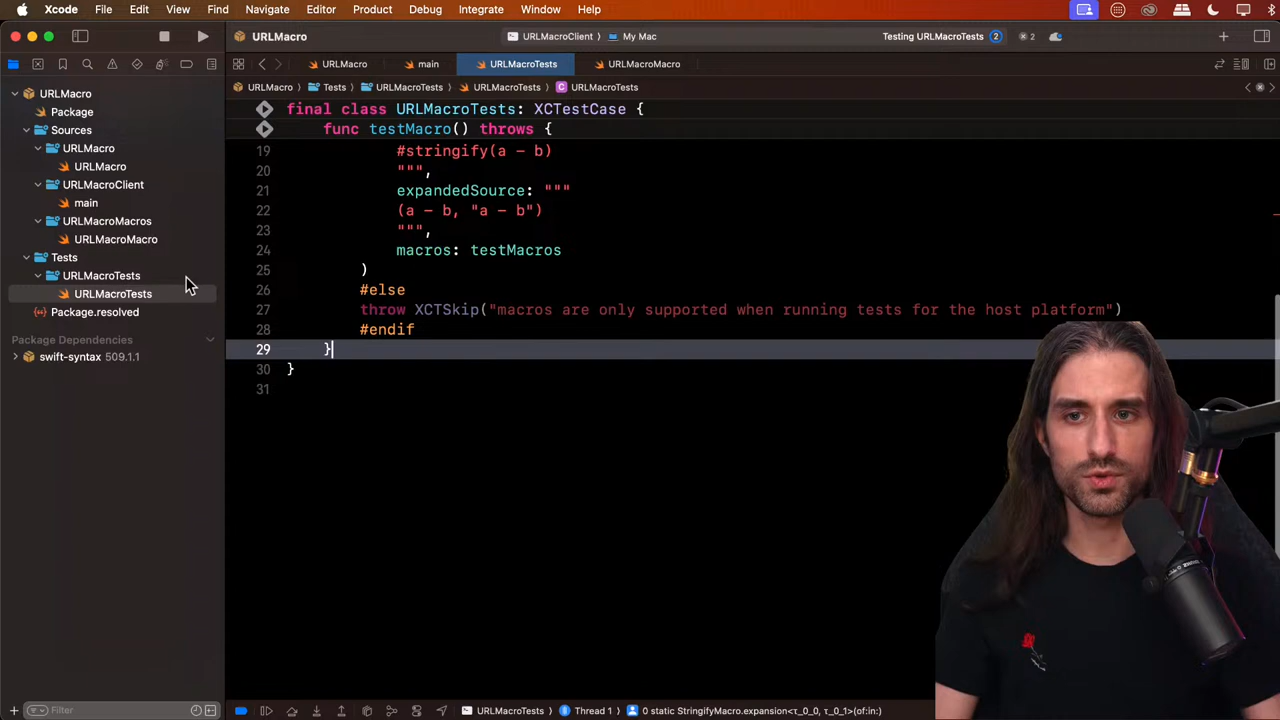 Xcode File Edit View Find Navigate Editor Product Debug Integrate Window Help
URLMacro URLMacroClient My Mac Testing URLMacroTests 2 2
URLMacro main URLMacroTests URLMacroMacro
URLMacro Tests URLMacroTests URLMacroTests URLMacroTests
URLMacro
Package
Sources
URLMacro
URLMacro
URLMacroClient
main
URLMacroMacros
URLMacroMacro
Tests
URLMacroTests
URLMacroTests
Package.resolved
Package Dependencies
swift-syntax 509.1.1
Filter
final class URLMacroTests: XCTestCase {
func testMacro() throws {
19 #stringify(a - b)
20 """,
21 expandedSource: """
22 (a - b, "a - b")
23 """,
24 macros: testMacros
25 )
26 #else
27 throw XCTSkip("macros are only supported when running tests for the host platform")
28 #endif
29 }
30 }
31
URLMacroTests Thread 1 0 static StringifyMacro.expansion<τ_0_0, τ_0_1>(of:in:)